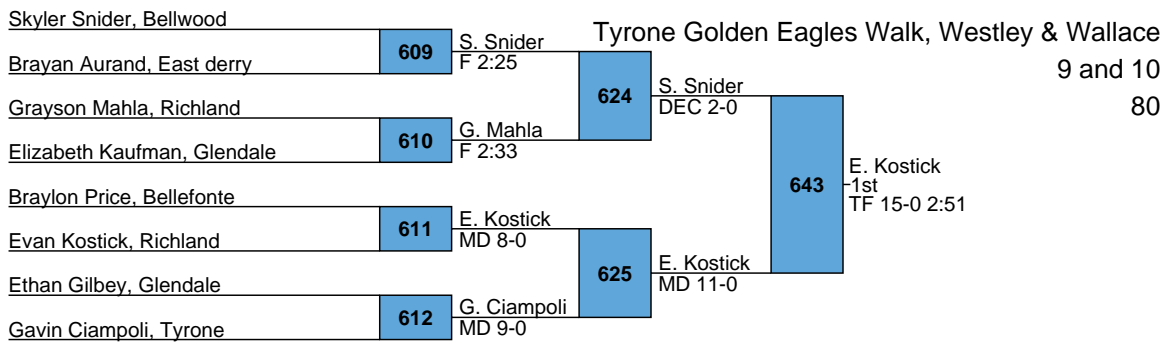 Tyrone Golden Eagles Walk, Westley & Wallace
9 and 10
80
Skyler Snider, Bellwood
Brayan Aurand, East derry
Grayson Mahla, Richland
Elizabeth Kaufman, Glendale
Braylon Price, Bellefonte
Evan Kostick, Richland
Ethan Gilbey, Glendale
Gavin Ciampoli, Tyrone
609
610
611
612
S. Snider
F 2:25
G. Mahla
F 2:33
E. Kostick
MD 8-0
G. Ciampoli
MD 9-0
624
625
S. Snider
DEC 2-0
E. Kostick
MD 11-0
643
E. Kostick
1st
TF 15-0 2:51